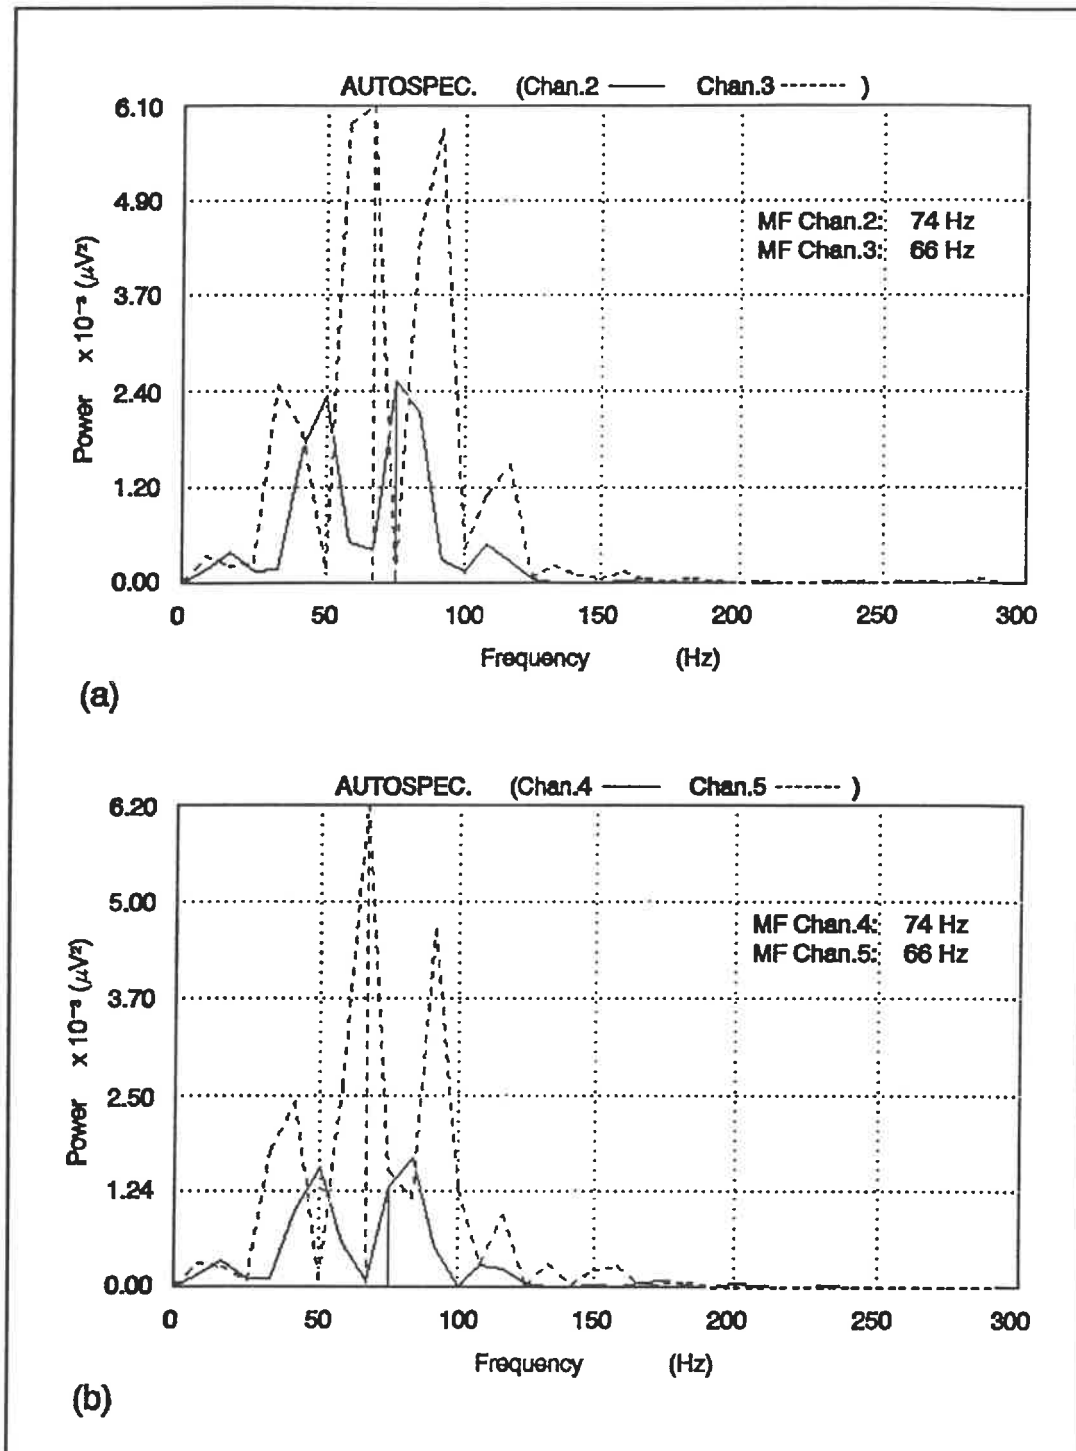 AUTOSPEC. (Chan.2 —— Chan.3 ------- )
6.10
4.90
3.70
2.40
1.20
0.00
Power x 10⁻³ (μV²)
MF Chan.2: 74 Hz
MF Chan.3: 66 Hz
0 50 100 150 200 250 300
Frequency (Hz)
(a)
AUTOSPEC. (Chan.4 —— Chan.5 ------- )
6.20
5.00
3.70
2.50
1.24
0.00
Power x 10⁻³ (μV²)
MF Chan.4: 74 Hz
MF Chan.5: 66 Hz
0 50 100 150 200 250 300
Frequency (Hz)
(b)